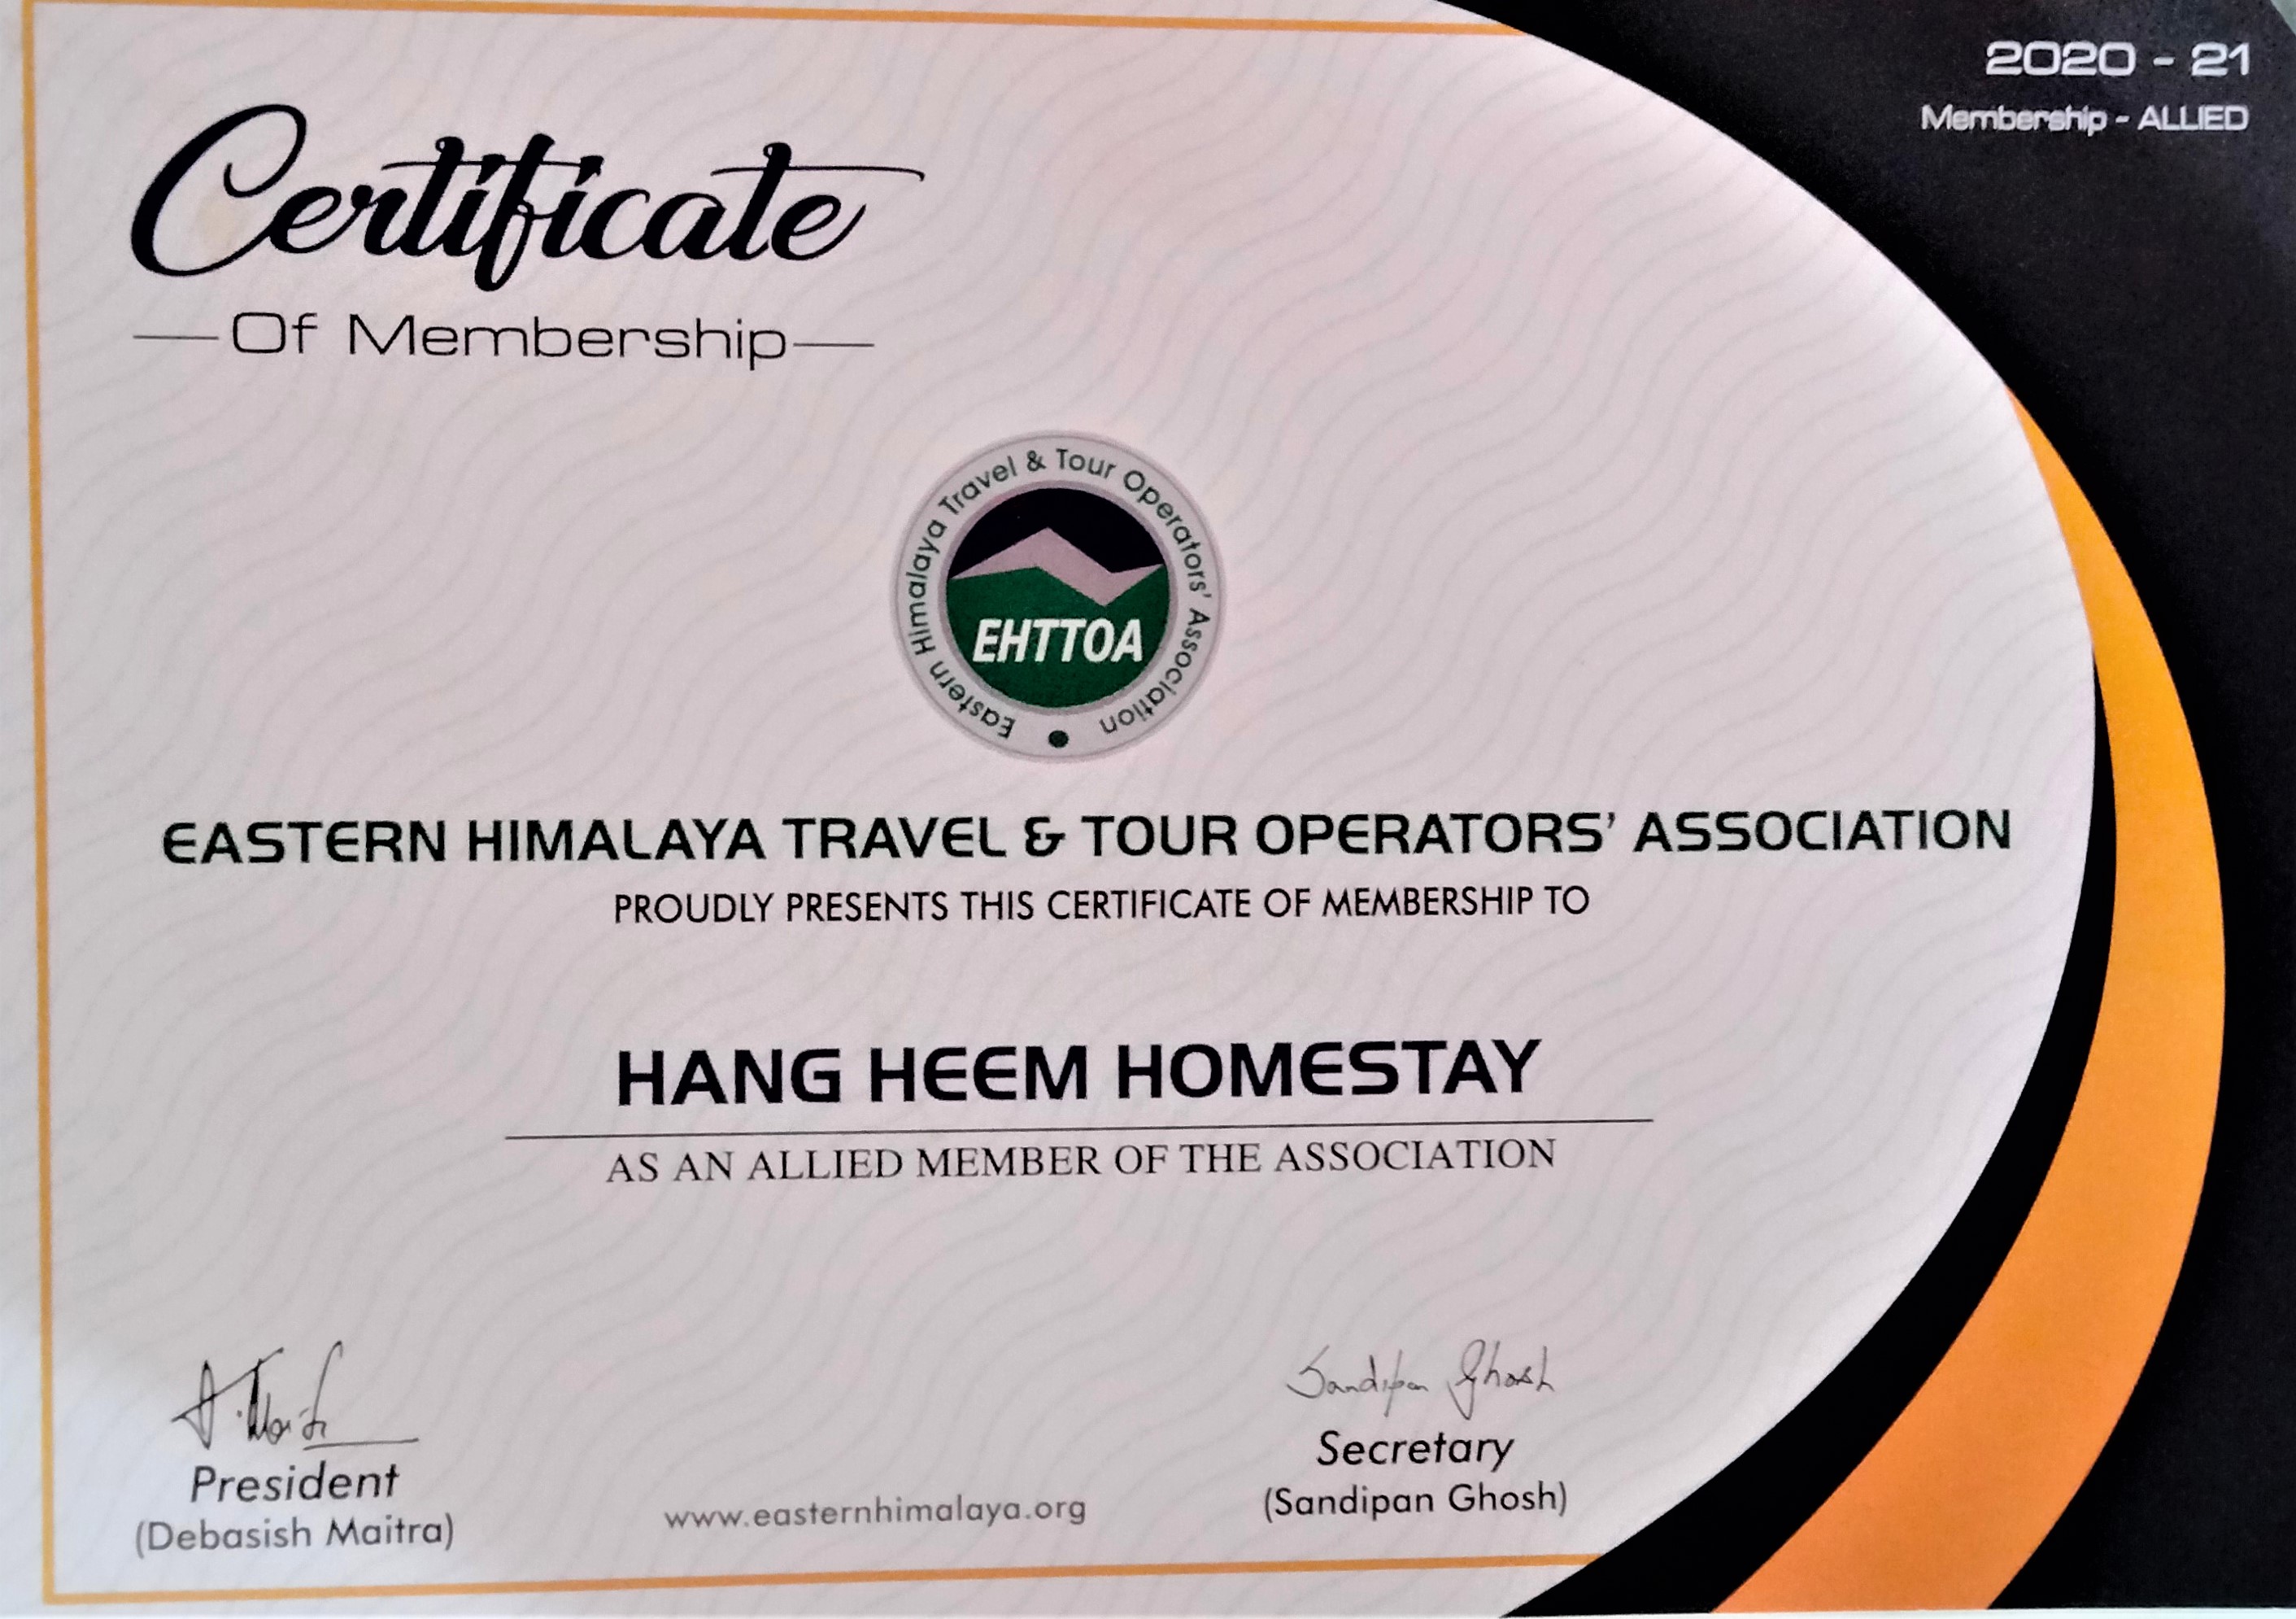 2020 - 21
Membership - ALLIED
Certificate
Of Membership
Eastern Himalaya Travel & Tour Operators' Association
EHTTOA
EASTERN HIMALAYA TRAVEL & TOUR OPERATORS' ASSOCIATION
PROUDLY PRESENTS THIS CERTIFICATE OF MEMBERSHIP TO
HANG HEEM HOMESTAY
AS AN ALLIED MEMBER OF THE ASSOCIATION
Sandipan Ghosh
President
(Debasish Maitra)
www.easternhimalaya.org
Secretary
(Sandipan Ghosh)